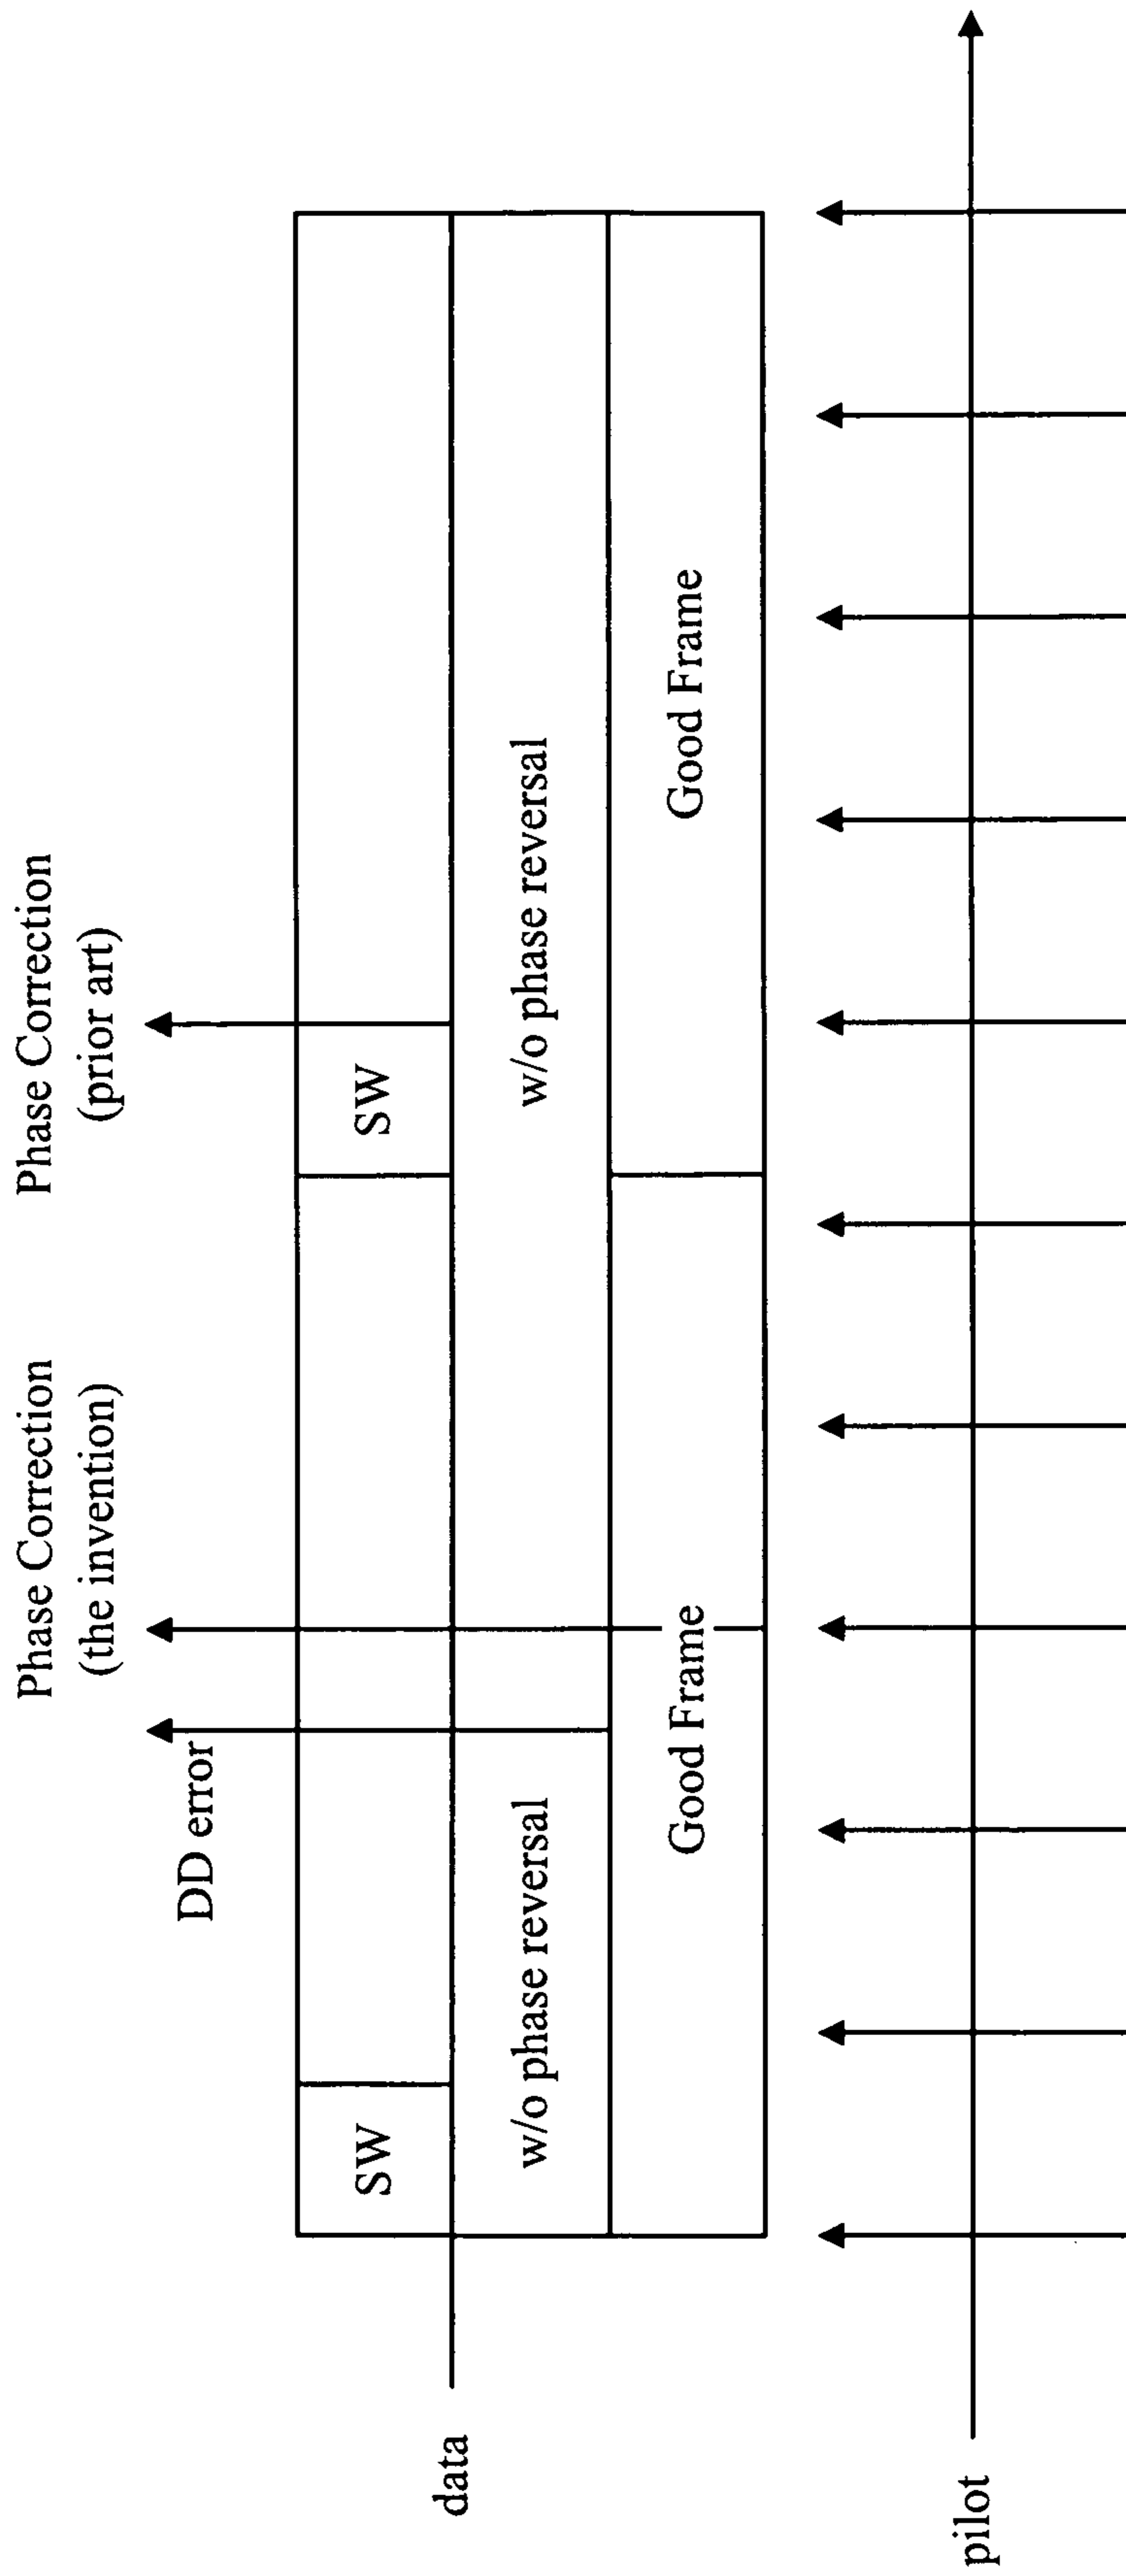 Phase Correction
(the invention)
Phase Correction
(prior art)
DD error
SW
SW
data
w/o phase reversal
w/o phase reversal
Good Frame
Good Frame
pilot